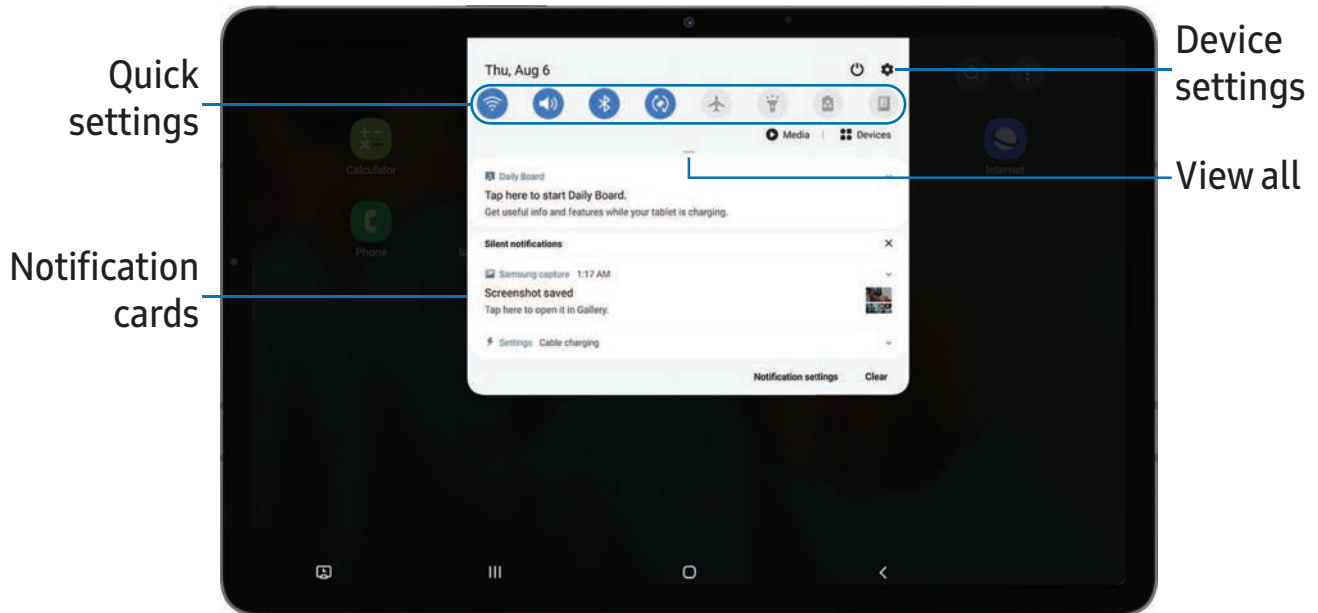 Quick
settings
Notification
cards
Device
settings
View all
Thu, Aug 6
Media
Devices
Daily Board
Tap here to start Daily Board.
Get useful info and features while your tablet is charging.
Silent notifications
Samsung capture 1:17 AM
Screenshot saved
Tap here to open it in Gallery.
Settings Cable charging
Notification settings Clear
Calculator
Phone
Internet